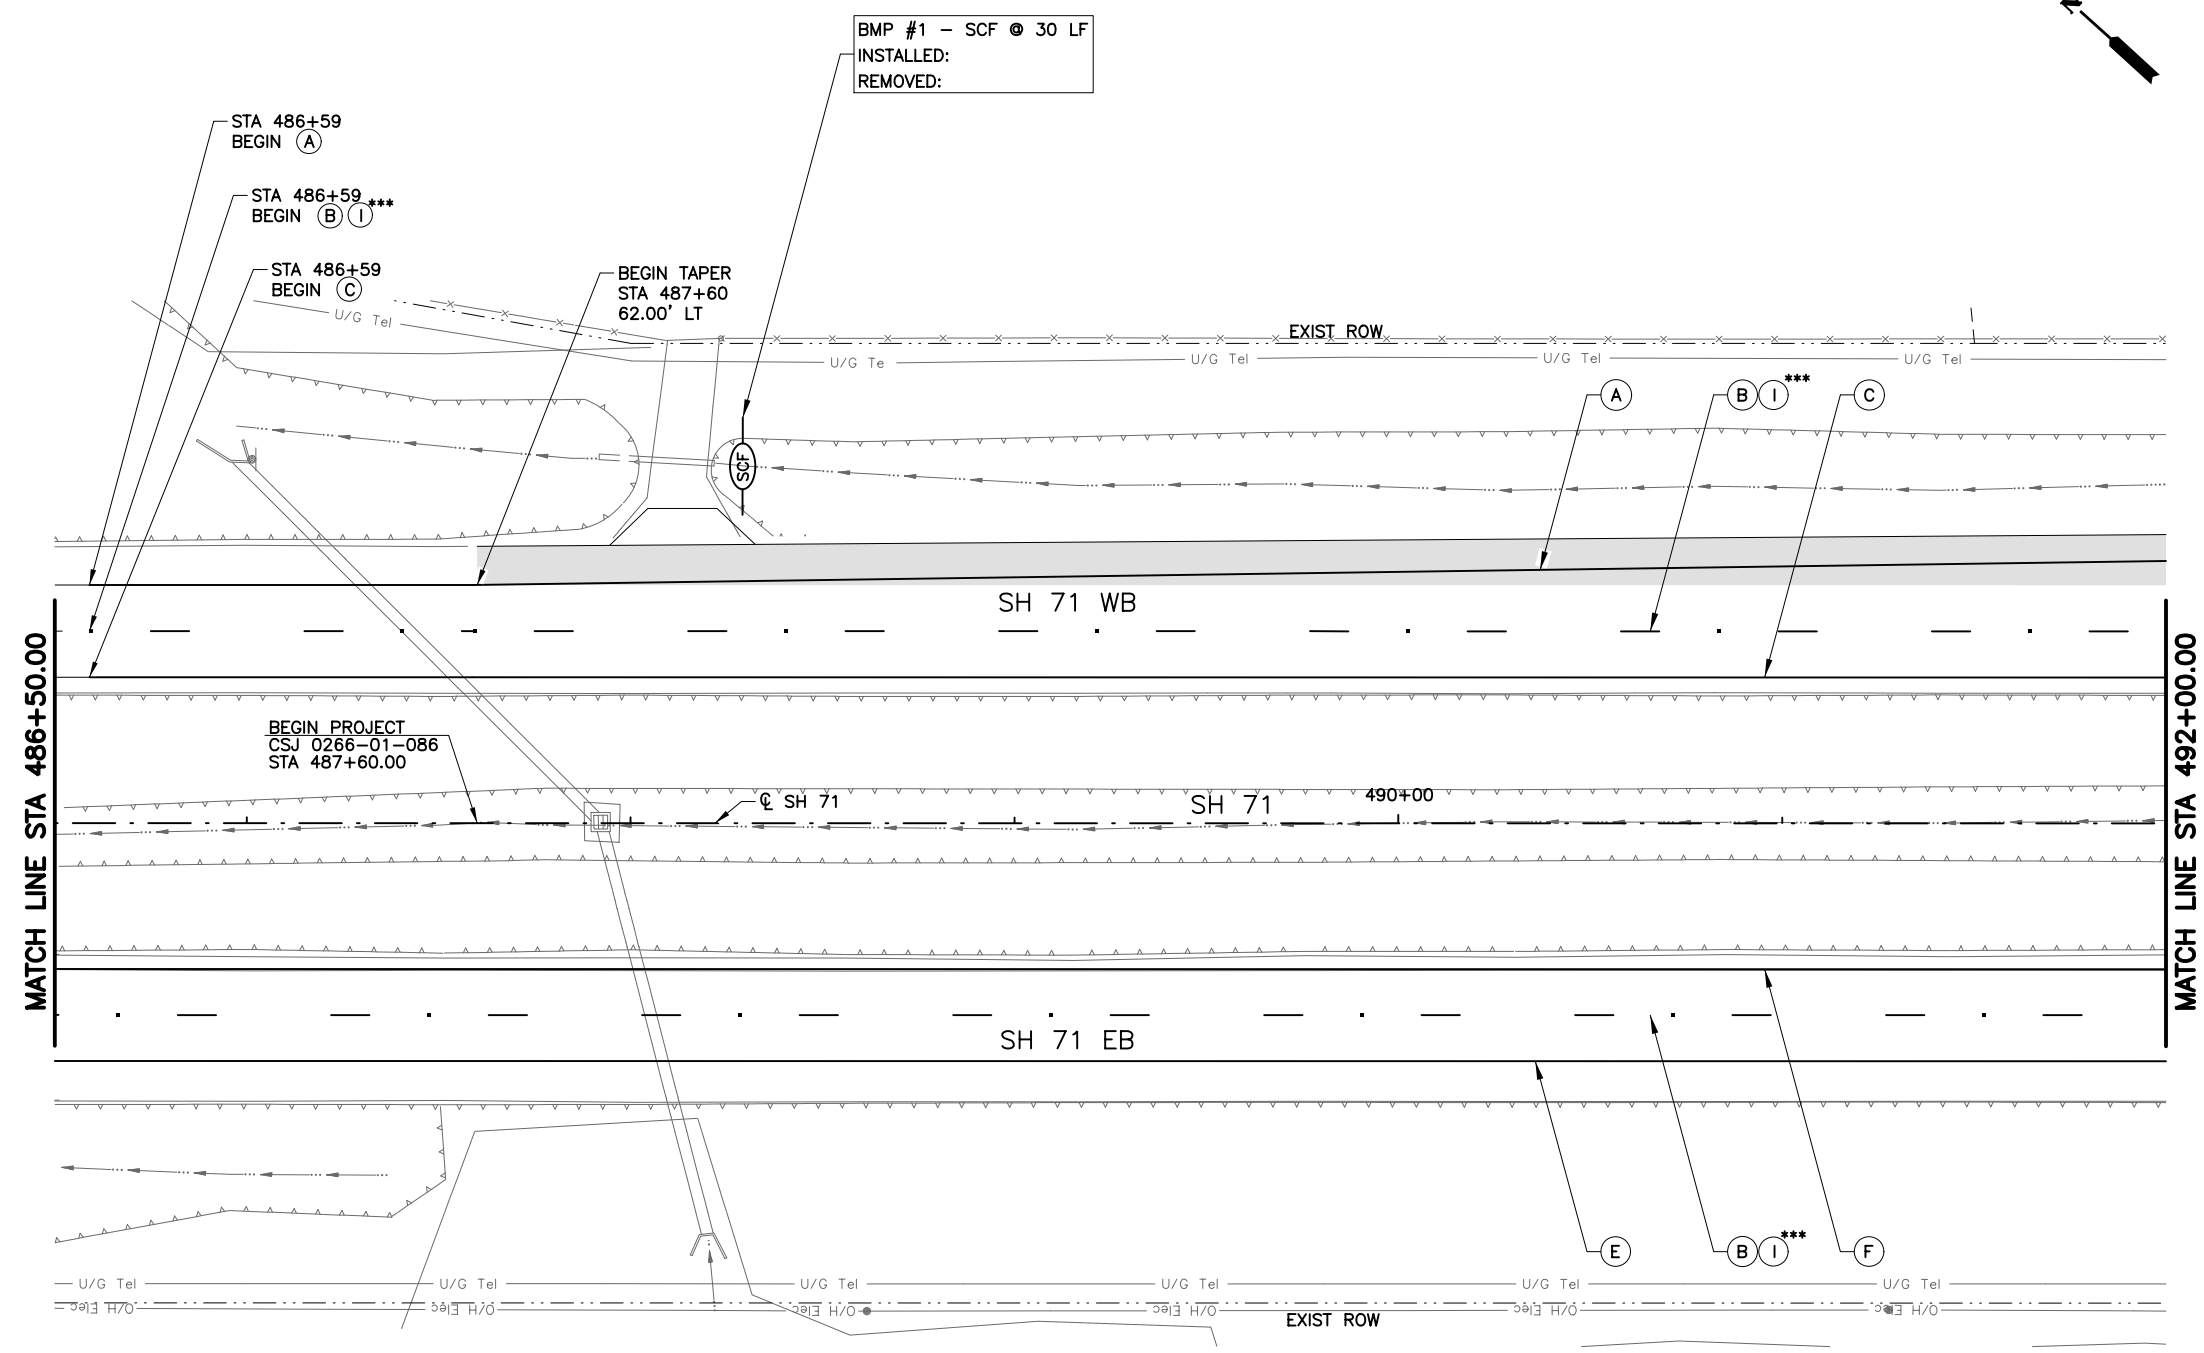 N
BMP #1 - SCF @ 30 LF
INSTALLED:
REMOVED:
STA 486+59
BEGIN A
STA 486+59
BEGIN B I ***
STA 486+59
BEGIN C
BEGIN TAPER
STA 487+60
62.00' LT
U/G Tel
EXIST ROW
U/G Te
U/G Tel
U/G Tel
U/G Tel
A
B I ***
C
SCF
SH 71 WB
MATCH LINE STA 486+50.00
MATCH LINE STA 492+00.00
BEGIN PROJECT
CSJ 0266-01-086
STA 487+60.00
℄ SH 71
SH 71
490+00
SH 71 EB
E
B I ***
F
U/G Tel
U/G Tel
U/G Tel
U/G Tel
U/G Tel
U/G Tel
O/H Elec
O/H Elec
O/H Elec
O/H Elec
O/H Elec
O/H Elec
EXIST ROW